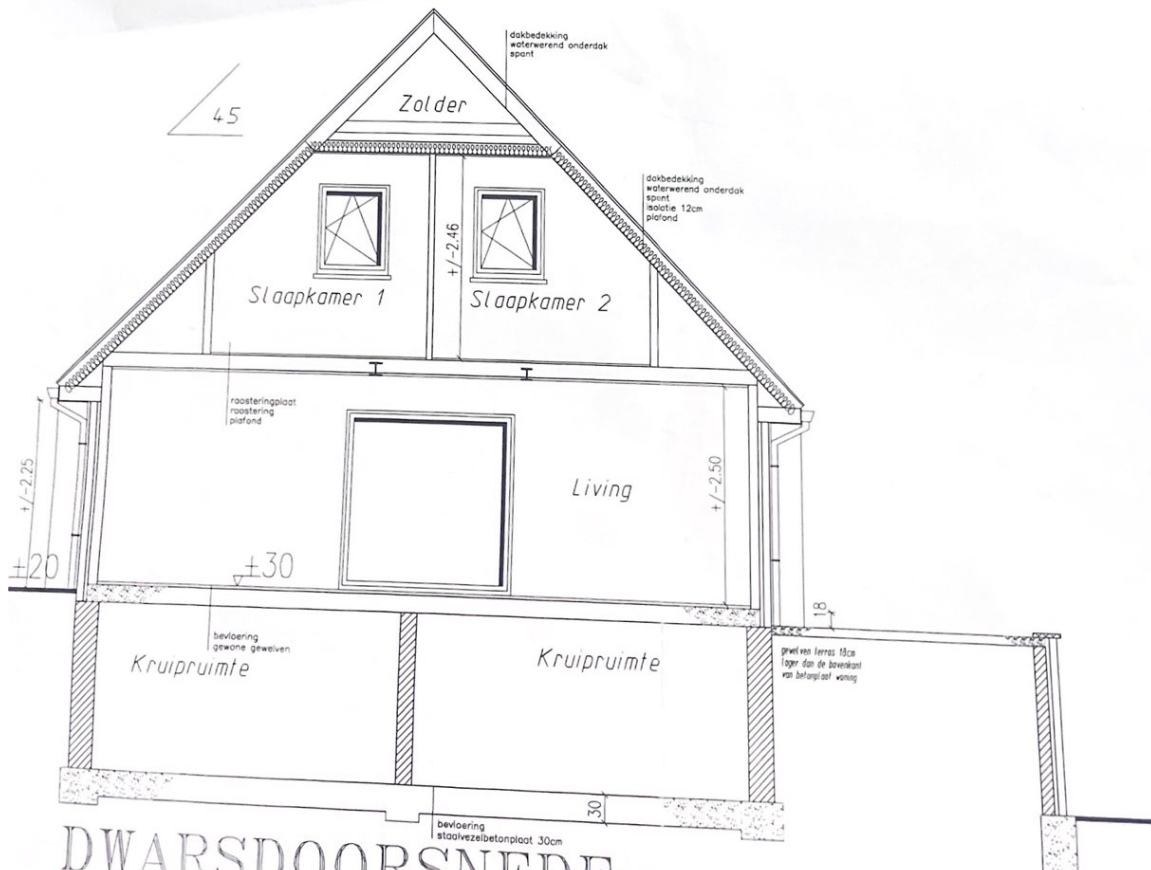 dakbedekking
waterwerend onderdak
spant
45
Zolder
dakbedekking
waterwerend onderdak
spant
isolatie 12cm
plafond
+/-2.46
Slaapkamer 1
Slaapkamer 2
roosteringplaat
roostering
plafond
+/-2.25
Living
+/-2.50
±20
±30
18
bevloering
gewone gewelven
Kruipruimte
Kruipruimte
gewelven terras 18cm
lager dan de bovenkant
van betonplaat woning
30
bevloering
staalvezelbetonplaat 30cm
DWARSDOORSNEDE